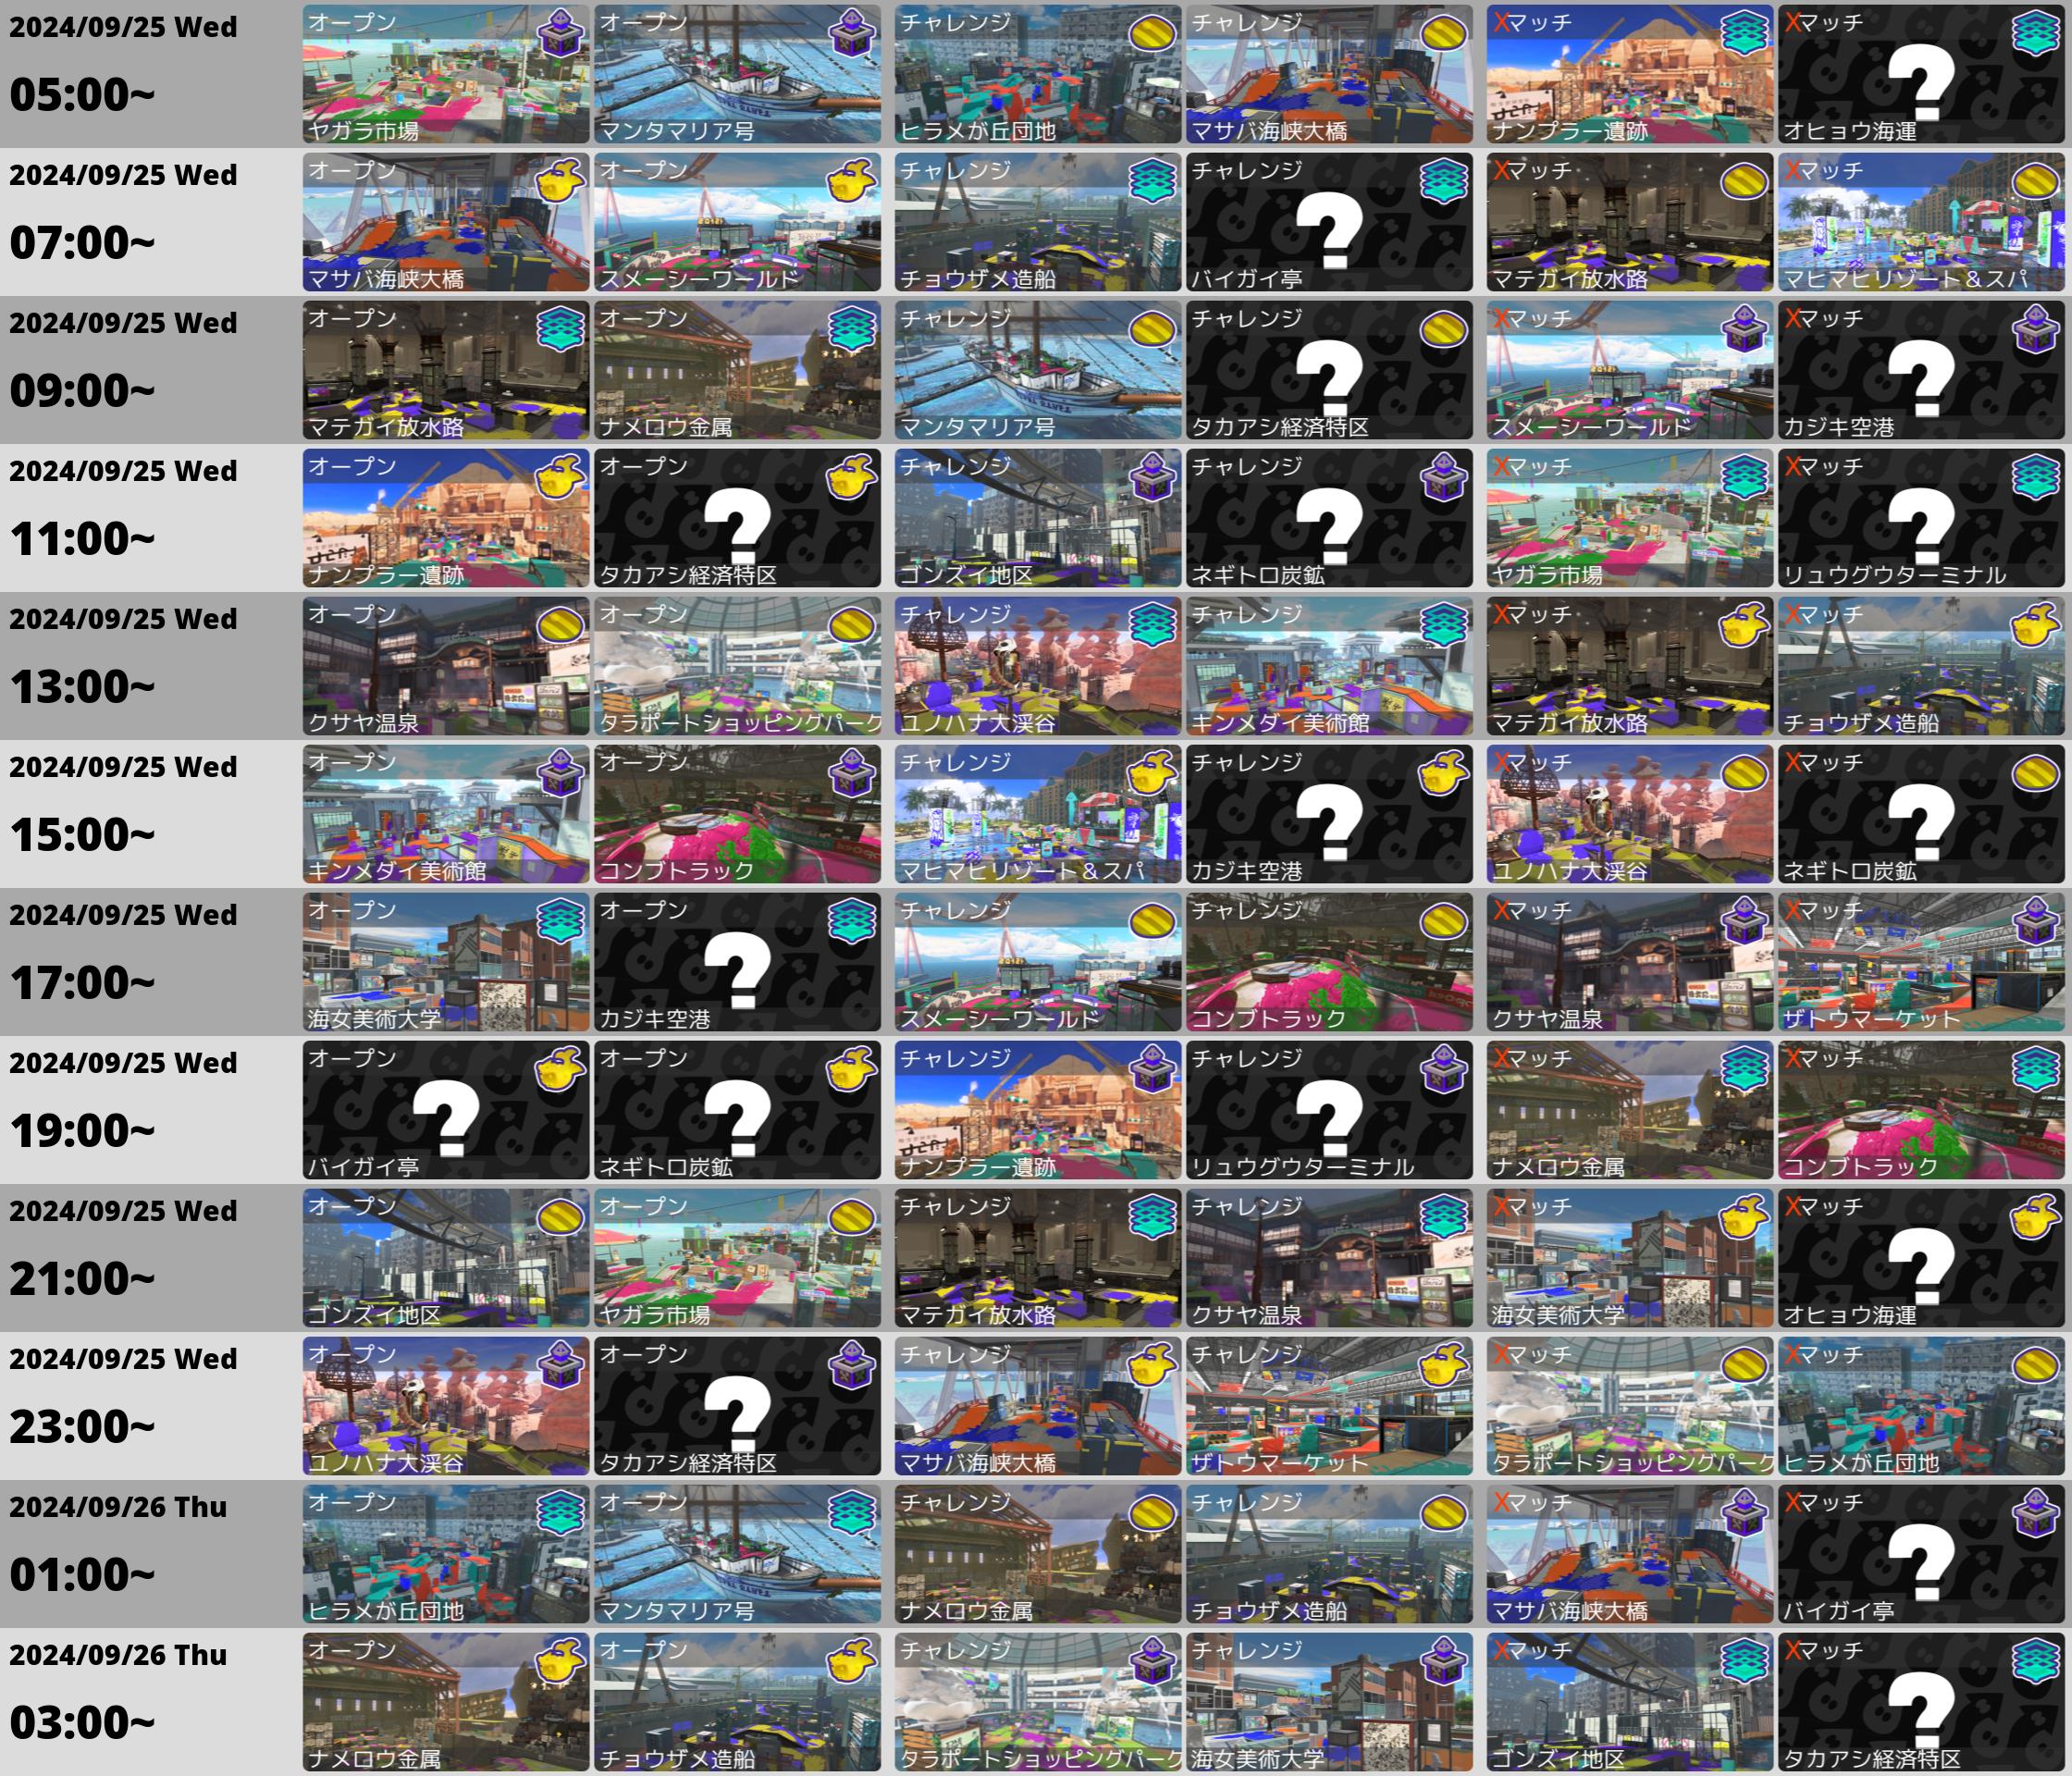 2024/09/25 Wed
05:00~
オープン
ヤガラ市場
オープン
マンタマリア号
チャレンジ
ヒラメが丘団地
チャレンジ
マサバ海峡大橋
Xマッチ
ナンプラー遺跡
Xマッチ
オヒョウ海運
2024/09/25 Wed
07:00~
オープン
マサバ海峡大橋
オープン
スメーシーワールド
チャレンジ
チョウザメ造船
チャレンジ
バイガイ亭
Xマッチ
マテガイ放水路
Xマッチ
マヒマヒリゾート＆スパ
2024/09/25 Wed
09:00~
オープン
マテガイ放水路
オープン
ナメロウ金属
チャレンジ
マンタマリア号
チャレンジ
タカアシ経済特区
Xマッチ
スメーシーワールド
Xマッチ
カジキ空港
2024/09/25 Wed
11:00~
オープン
ナンプラー遺跡
オープン
タカアシ経済特区
チャレンジ
ゴンズイ地区
チャレンジ
ネギトロ炭鉱
Xマッチ
ヤガラ市場
Xマッチ
リュウグウターミナル
2024/09/25 Wed
13:00~
オープン
クサヤ温泉
オープン
タラポートショッピングパーク
チャレンジ
ユノハナ大渓谷
チャレンジ
キンメダイ美術館
Xマッチ
マテガイ放水路
Xマッチ
チョウザメ造船
2024/09/25 Wed
15:00~
オープン
キンメダイ美術館
オープン
コンブトラック
チャレンジ
マヒマヒリゾート＆スパ
チャレンジ
カジキ空港
Xマッチ
ユノハナ大渓谷
Xマッチ
ネギトロ炭鉱
2024/09/25 Wed
17:00~
オープン
海女美術大学
オープン
カジキ空港
チャレンジ
スメーシーワールド
チャレンジ
コンブトラック
Xマッチ
クサヤ温泉
Xマッチ
ザトウマーケット
2024/09/25 Wed
19:00~
オープン
バイガイ亭
オープン
ネギトロ炭鉱
チャレンジ
ナンプラー遺跡
チャレンジ
リュウグウターミナル
Xマッチ
ナメロウ金属
Xマッチ
コンブトラック
2024/09/25 Wed
21:00~
オープン
ゴンズイ地区
オープン
ヤガラ市場
チャレンジ
マテガイ放水路
チャレンジ
クサヤ温泉
Xマッチ
海女美術大学
Xマッチ
オヒョウ海運
2024/09/25 Wed
23:00~
オープン
ユノハナ大渓谷
オープン
タカアシ経済特区
チャレンジ
マサバ海峡大橋
チャレンジ
ザトウマーケット
Xマッチ
タラポートショッピングパーク
Xマッチ
ヒラメが丘団地
2024/09/26 Thu
01:00~
オープン
ヒラメが丘団地
オープン
マンタマリア号
チャレンジ
ナメロウ金属
チャレンジ
チョウザメ造船
Xマッチ
マサバ海峡大橋
Xマッチ
バイガイ亭
2024/09/26 Thu
03:00~
オープン
ナメロウ金属
オープン
チョウザメ造船
チャレンジ
タラポートショッピングパーク
チャレンジ
海女美術大学
Xマッチ
ゴンズイ地区
Xマッチ
タカアシ経済特区